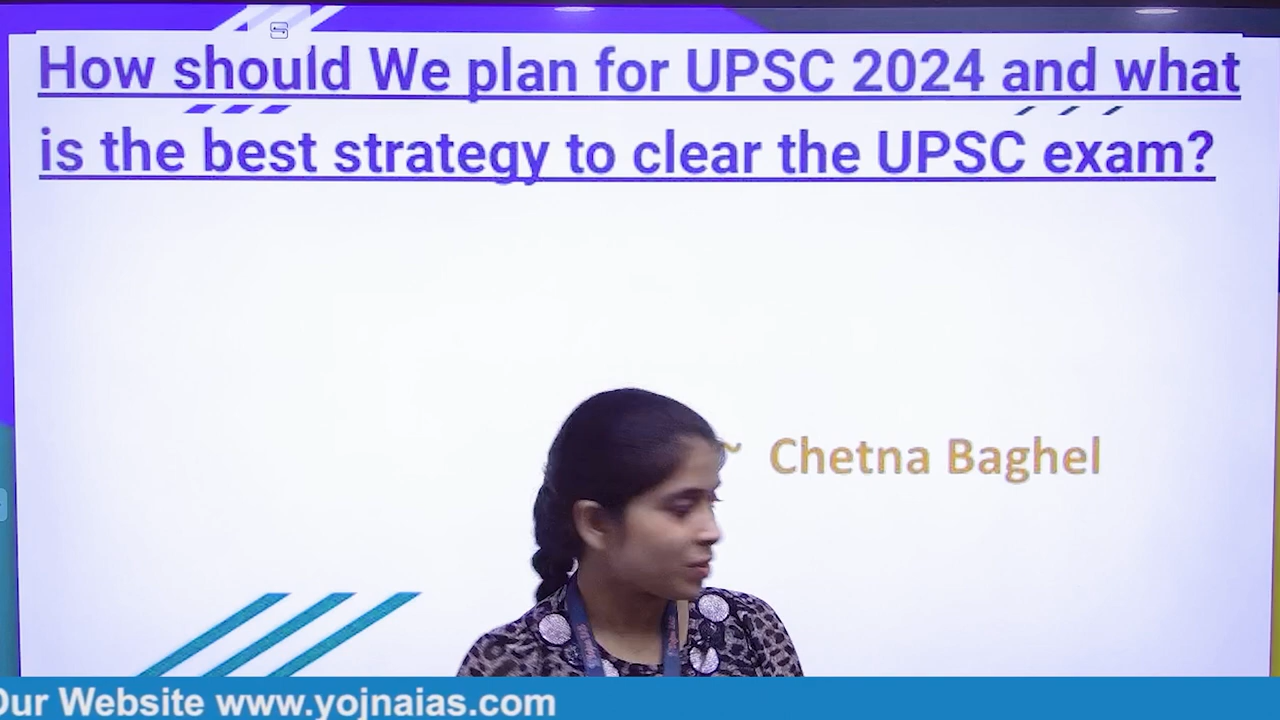 How should We plan for UPSC 2024 and what
is the best strategy to clear the UPSC exam?
~ Chetna Baghel
Our Website www.yojnaias.com